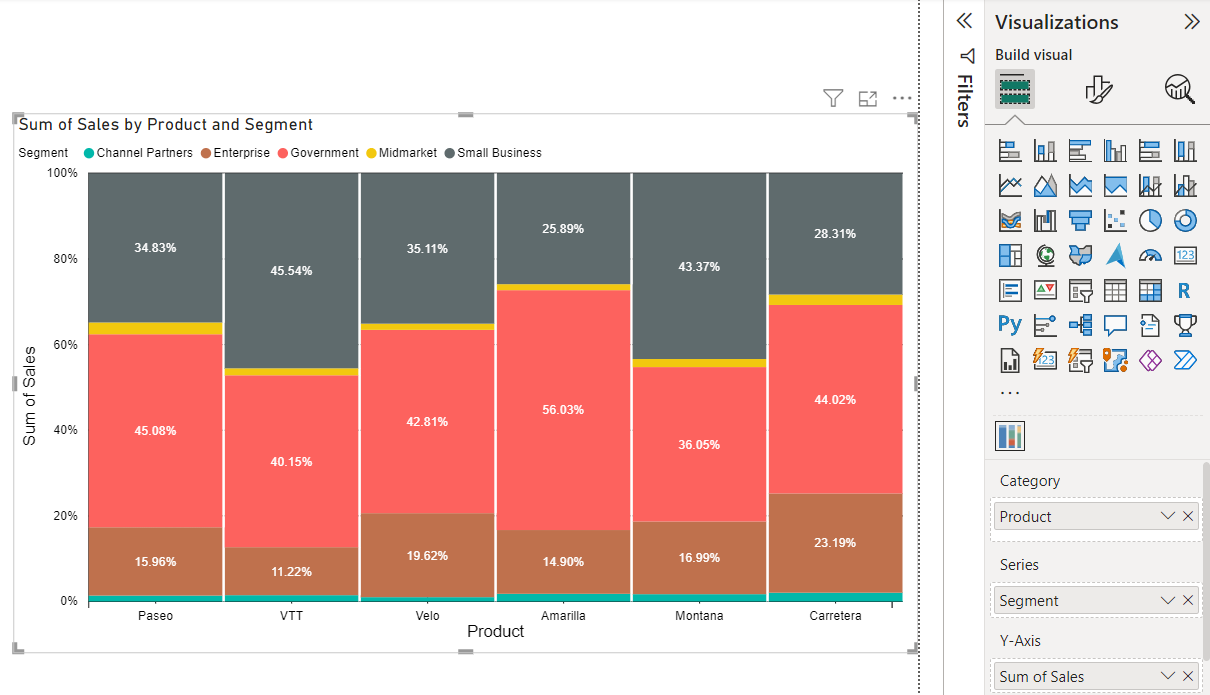 Visualizations
Build visual
Filters
Sum of Sales by Product and Segment
Segment Channel Partners Enterprise Government Midmarket Small Business
100%
80%
60%
40%
20%
0%
Sum of Sales
34.83% 45.54% 35.11% 25.89% 43.37% 28.31%
45.08% 40.15% 42.81% 56.03% 36.05% 44.02%
15.96% 11.22% 19.62% 14.90% 16.99% 23.19%
Paseo VTT Velo Amarilla Montana Carretera
Product
123
R
Py
123
...
Category
Product
Series
Segment
Y-Axis
Sum of Sales